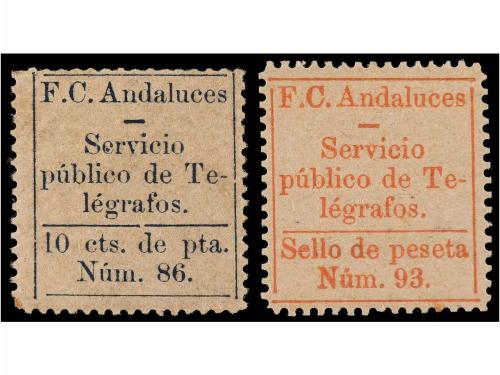 F.C. Andaluces
—
Servicio
público de Te-
légrafos.
10 cts. de pta.
Núm. 86.
F.C. Andaluces
—
Servicio
público de Te-
légrafos.
Sello de peseta
Núm. 93.